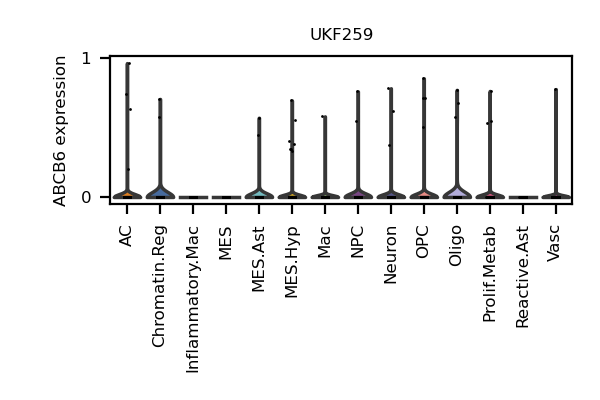 UKF259
ABCB6 expression
1
0
AC
Chromatin.Reg
Inflammatory.Mac
MES
MES.Ast
MES.Hyp
Mac
NPC
Neuron
OPC
Oligo
Prolif.Metab
Reactive.Ast
Vasc